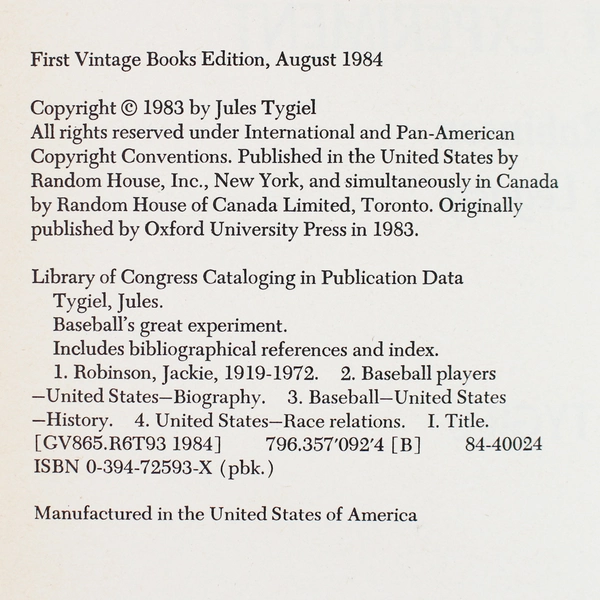 First Vintage Books Edition, August 1984
Copyright © 1983 by Jules Tygiel
All rights reserved under International and Pan-American
Copyright Conventions. Published in the United States by
Random House, Inc., New York, and simultaneously in Canada
by Random House of Canada Limited, Toronto. Originally
published by Oxford University Press in 1983.
Library of Congress Cataloging in Publication Data
Tygiel, Jules.
Baseball's great experiment.
Includes bibliographical references and index.
1. Robinson, Jackie, 1919-1972. 2. Baseball players
—United States—Biography. 3. Baseball—United States
—History. 4. United States—Race relations. I. Title.
[GV865.R6T93 1984] 796.357′092′4 [B] 84-40024
ISBN 0-394-72593-X (pbk.)
Manufactured in the United States of America